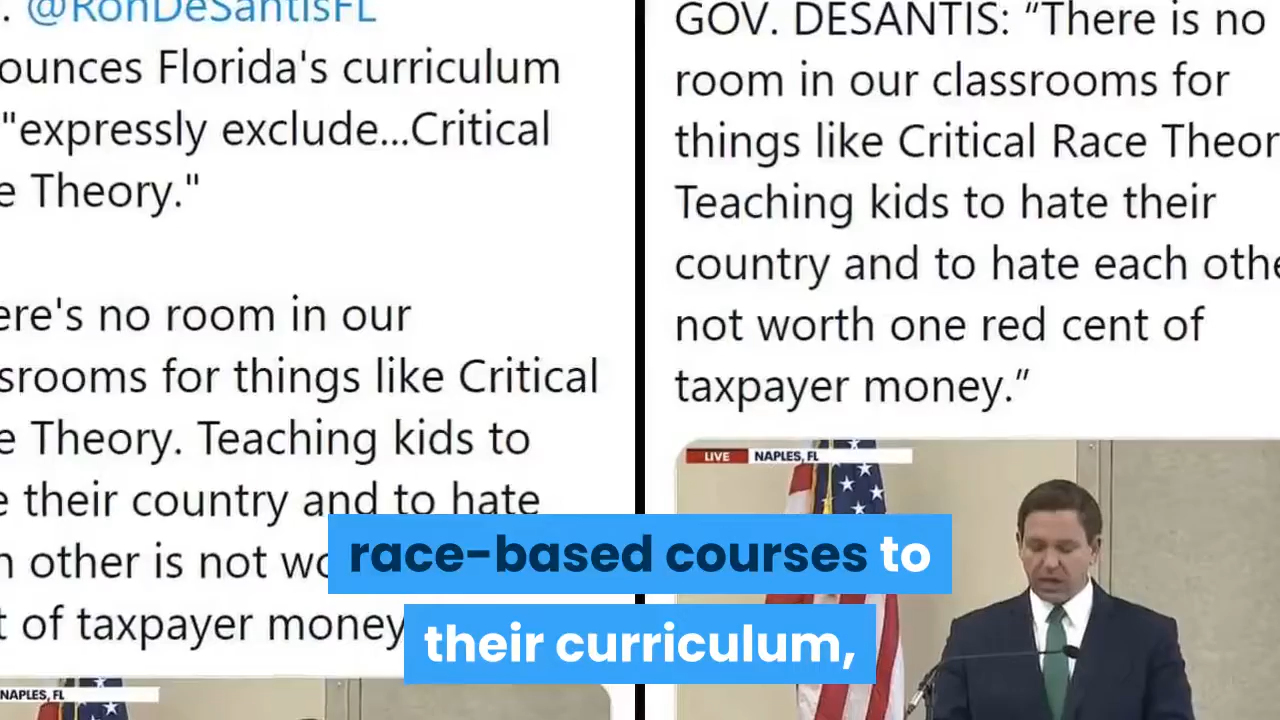 . @RonDeSantisFL
ounces Florida's curriculum
"expressly exclude...Critical
e Theory."
ere's no room in our
srooms for things like Critical
e Theory. Teaching kids to
e their country and to hate
n other is not wo
t of taxpayer money
NAPLES, FL
GOV. DESANTIS: “There is no
room in our classrooms for
things like Critical Race Theor
Teaching kids to hate their
country and to hate each othe
not worth one red cent of
taxpayer money.”
LIVE NAPLES, FL
race-based courses to
their curriculum,